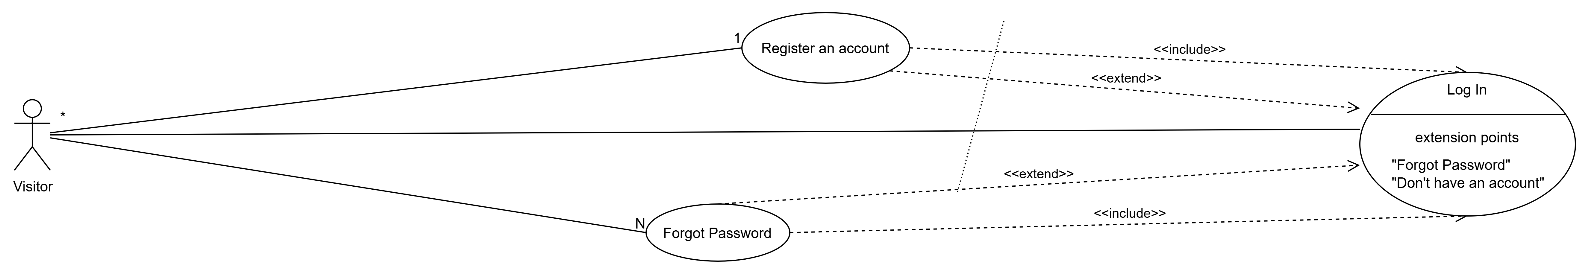 1
Register an account
<<include>>
<<extend>>
Log In
*
extension points
"Forgot Password"
"Don't have an account"
<<extend>>
Visitor
<<include>>
N
Forgot Password